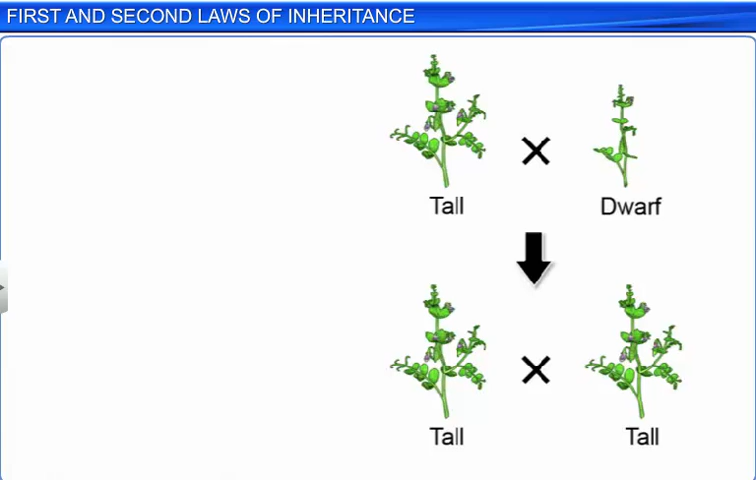 FIRST AND SECOND LAWS OF INHERITANCE
Tall
Dwarf
Tall
Tall